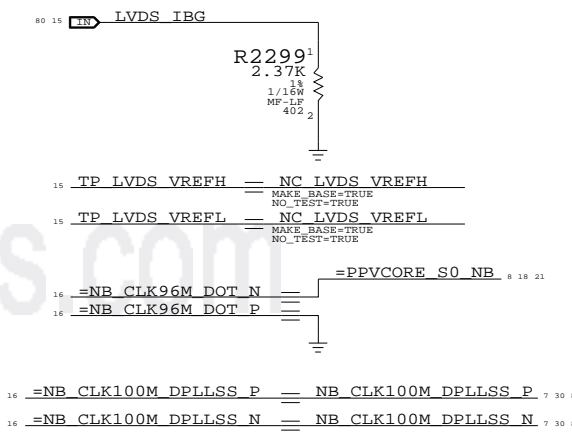 80 15 IN LVDS_IBG
R2299 1
2.37K
1%
1/16W
MF-LF
402 2
15 TP_LVDS_VREFH NC_LVDS_VREFH
MAKE_BASE=TRUE
NO_TEST=TRUE
15 TP_LVDS_VREFL NC_LVDS_VREFL
MAKE_BASE=TRUE
NO_TEST=TRUE
s.com
=PPVCORE_S0_NB 8 18 21
16 =NB_CLK96M_DOT_N
16 =NB_CLK96M_DOT_P
16 =NB_CLK100M_DPLLSS_P NB_CLK100M_DPLLSS_P 7 30
16 =NB_CLK100M_DPLLSS_N NB_CLK100M_DPLLSS_N 7 30